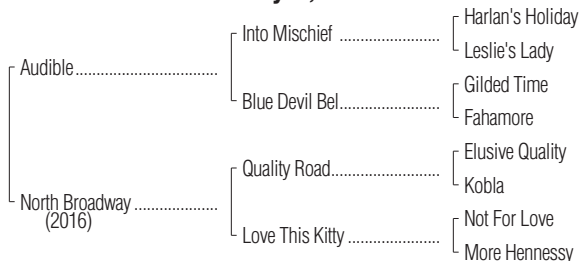 Harlan's Holiday
Into Mischief ....................
Leslie's Lady
Audible................................
Gilded Time
Blue Devil Bel....................
Fahamore
Elusive Quality
Quality Road......................
Kobla
North Broadway ..................
(2016)
Not For Love
Love This Kitty ..................
More Hennessy